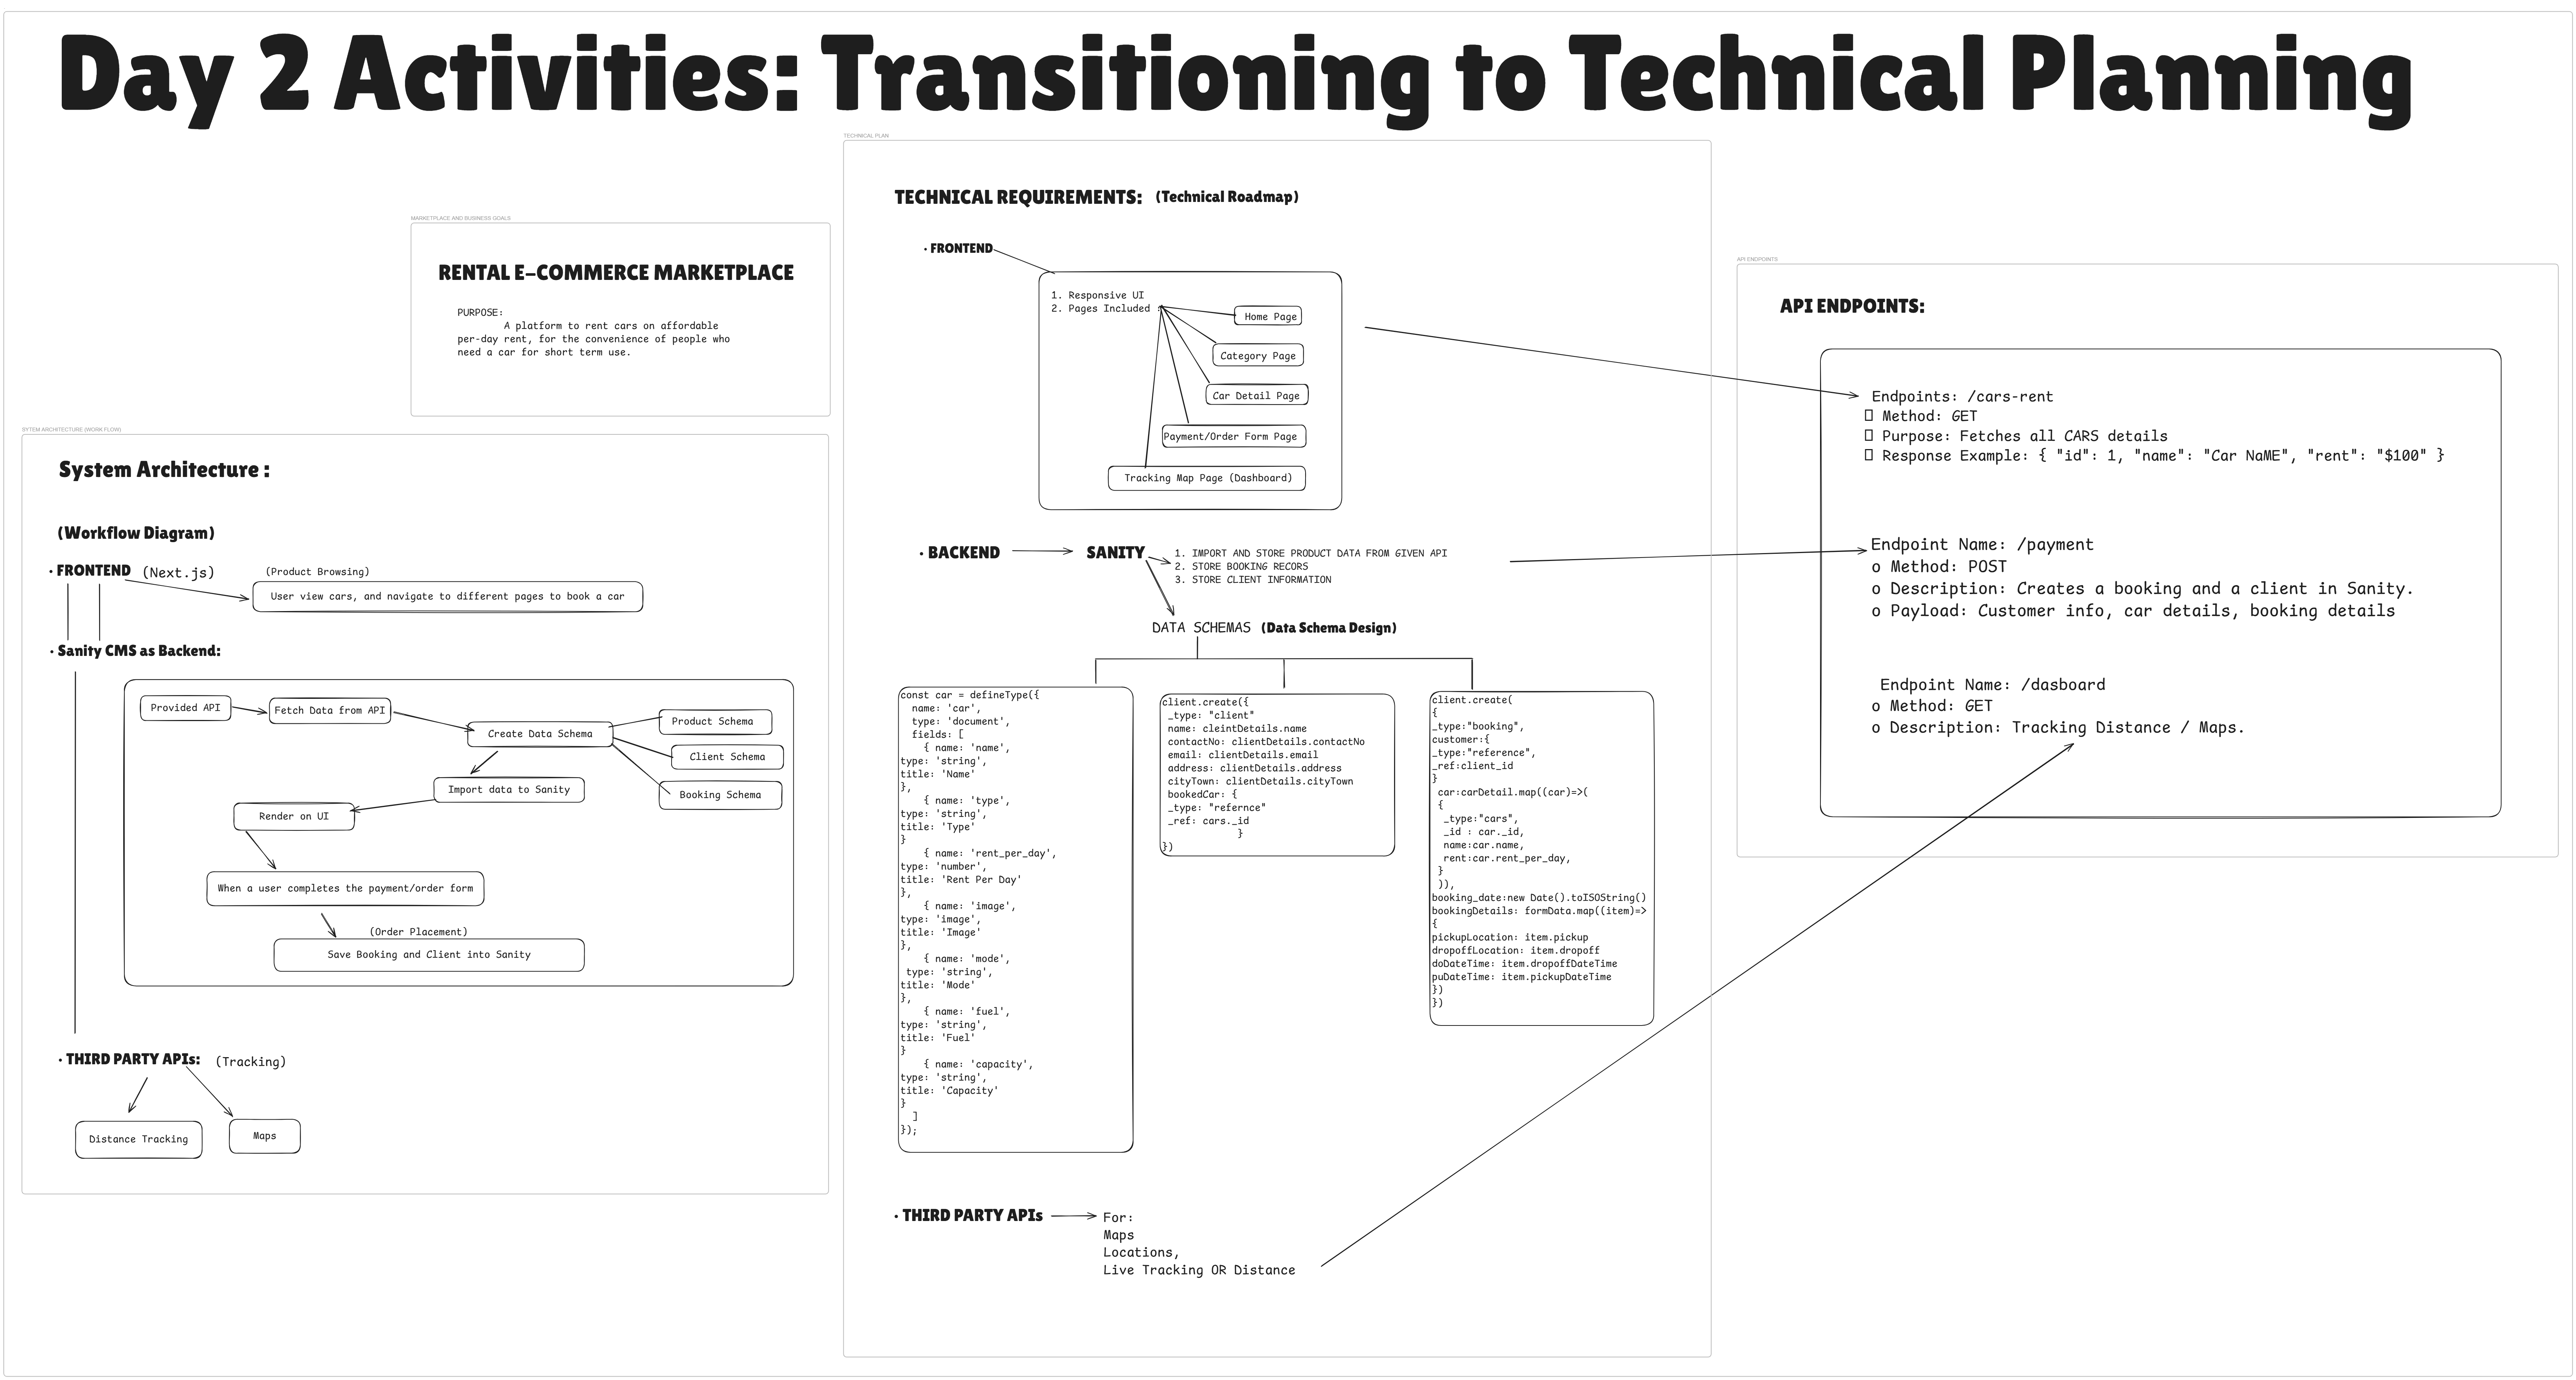 Day 2 Activities: Transitioning to Technical Planning
MARKETPLACE AND BUSINESS GOALS
RENTAL E-COMMERCE MARKETPLACE
PURPOSE:
A platform to rent cars on affordable
per-day rent, for the convenience of people who
need a car for short term use.
SYTEM ARCHITECTURE (WORK FLOW)
System Architecture :
(Workflow Diagram)
· FRONTEND (Next.js)
(Product Browsing)
User view cars, and navigate to different pages to book a car
· Sanity CMS as Backend:
Provided API
Fetch Data from API
Create Data Schema
Product Schema
Client Schema
Booking Schema
Import data to Sanity
Render on UI
When a user completes the payment/order form
(Order Placement)
Save Booking and Client into Sanity
· THIRD PARTY APIs: (Tracking)
Distance Tracking
Maps
TECHNICAL PLAN
TECHNICAL REQUIREMENTS: (Technical Roadmap)
· FRONTEND
1. Responsive UI
2. Pages Included :
Home Page
Category Page
Car Detail Page
Payment/Order Form Page
Tracking Map Page (Dashboard)
· BACKEND
SANITY
1. IMPORT AND STORE PRODUCT DATA FROM GIVEN API
2. STORE BOOKING RECORS
3. STORE CLIENT INFORMATION
DATA SCHEMAS (Data Schema Design)
const car = defineType({
name: 'car',
type: 'document',
fields: [
{ name: 'name',
type: 'string',
title: 'Name'
},
{ name: 'type',
type: 'string',
title: 'Type'
}
{ name: 'rent_per_day',
type: 'number',
title: 'Rent Per Day'
},
{ name: 'image',
type: 'image',
title: 'Image'
},
{ name: 'mode',
type: 'string',
title: 'Mode'
},
{ name: 'fuel',
type: 'string',
title: 'Fuel'
}
{ name: 'capacity',
type: 'string',
title: 'Capacity'
}
]
});
client.create({
_type: "client"
name: cleintDetails.name
contactNo: clientDetails.contactNo
email: clientDetails.email
address: clientDetails.address
cityTown: clientDetails.cityTown
bookedCar: {
_type: "refernce"
_ref: cars._id
}
})
client.create(
{
_type:"booking",
customer:{
_type:"reference",
_ref:client_id
}
car:carDetail.map((car)=>(
{
_type:"cars",
_id : car._id,
name:car.name,
rent:car.rent_per_day,
}
)),
booking_date:new Date().toISOString()
bookingDetails: formData.map((item)=>
{
pickupLocation: item.pickup
dropoffLocation: item.dropoff
doDateTime: item.dropoffDateTime
puDateTime: item.pickupDateTime
})
})
· THIRD PARTY APIs
For:
Maps
Locations,
Live Tracking OR Distance
API ENDPOINTS
API ENDPOINTS:
Endpoints: /cars-rent
▯ Method: GET
▯ Purpose: Fetches all CARS details
▯ Response Example: { "id": 1, "name": "Car NaME", "rent": "$100" }
Endpoint Name: /payment
o Method: POST
o Description: Creates a booking and a client in Sanity.
o Payload: Customer info, car details, booking details
Endpoint Name: /dasboard
o Method: GET
o Description: Tracking Distance / Maps.